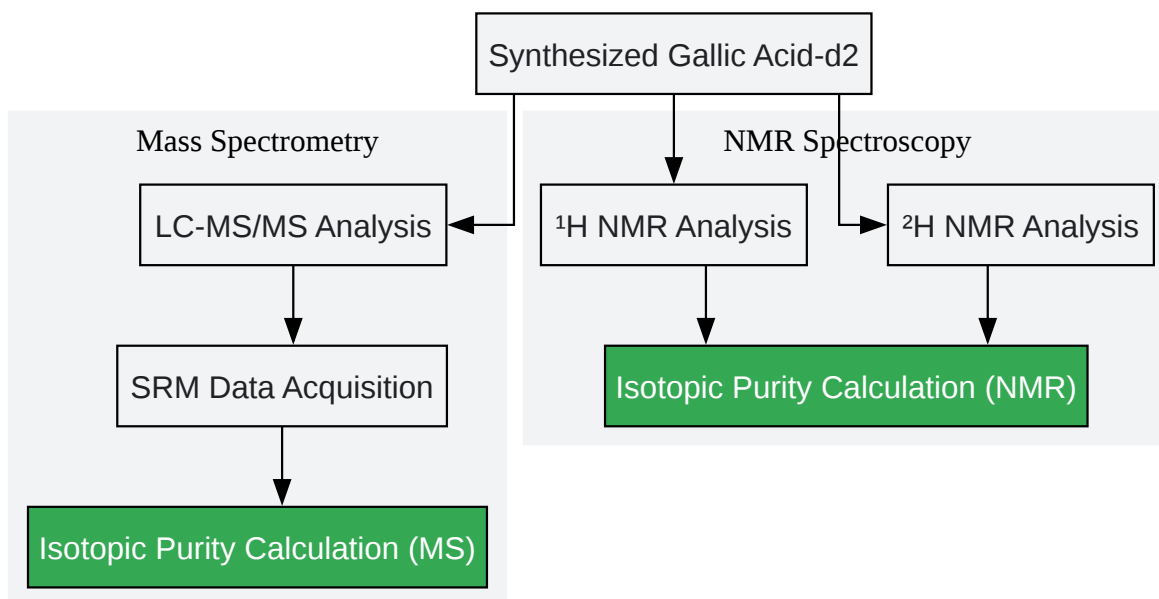 Synthesized Gallic Acid-d2
Mass Spectrometry
NMR Spectroscopy
LC-MS/MS Analysis
¹H NMR Analysis
²H NMR Analysis
SRM Data Acquisition
Isotopic Purity Calculation (NMR)
Isotopic Purity Calculation (MS)